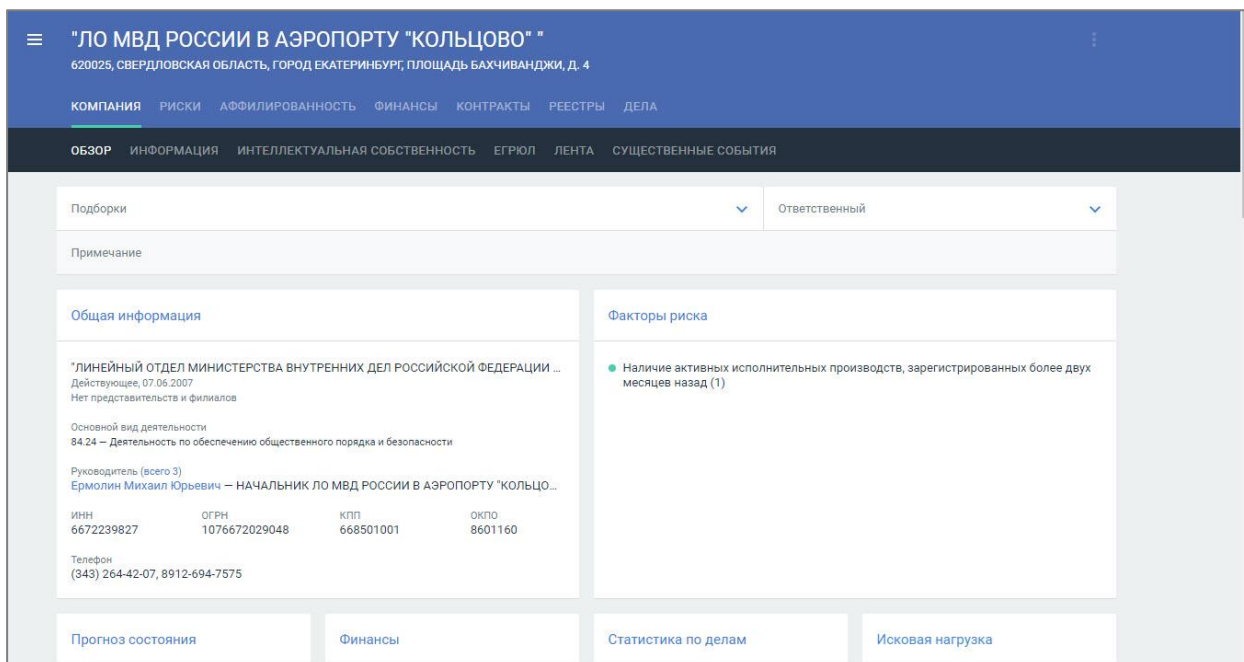 "ЛО МВД РОССИИ В АЭРОПОРТУ "КОЛЬЦОВО" "
620025, СВЕРДЛОВСКАЯ ОБЛАСТЬ, ГОРОД ЕКАТЕРИНБУРГ, ПЛОЩАДЬ БАХЧИВАНДЖИ, Д. 4
КОМПАНИЯ РИСКИ АФФИЛИРОВАННОСТЬ ФИНАНСЫ КОНТРАКТЫ РЕЕСТРЫ ДЕЛА
ОБЗОР ИНФОРМАЦИЯ ИНТЕЛЛЕКТУАЛЬНАЯ СОБСТВЕННОСТЬ ЕГРЮЛ ЛЕНТА СУЩЕСТВЕННЫЕ СОБЫТИЯ
Подборки
Ответственный
Примечание
Общая информация
"ЛИНЕЙНЫЙ ОТДЕЛ МИНИСТЕРСТВА ВНУТРЕННИХ ДЕЛ РОССИЙСКОЙ ФЕДЕРАЦИИ ...
Действующее, 07.06.2007
Нет представительств и филиалов
Основной вид деятельности
84.24 — Деятельность по обеспечению общественного порядка и безопасности
Руководитель (всего 3)
Ермолин Михаил Юрьевич — НАЧАЛЬНИК ЛО МВД РОССИИ В АЭРОПОРТУ "КОЛЬЦО...
ИНН ОГРН КПП ОКПО
6672239827 1076672029048 668501001 8601160
Телефон
(343) 264-42-07, 8912-694-7575
Факторы риска
Наличие активных исполнительных производств, зарегистрированных более двух
месяцев назад (1)
Прогноз состояния
Финансы
Статистика по делам
Исковая нагрузка